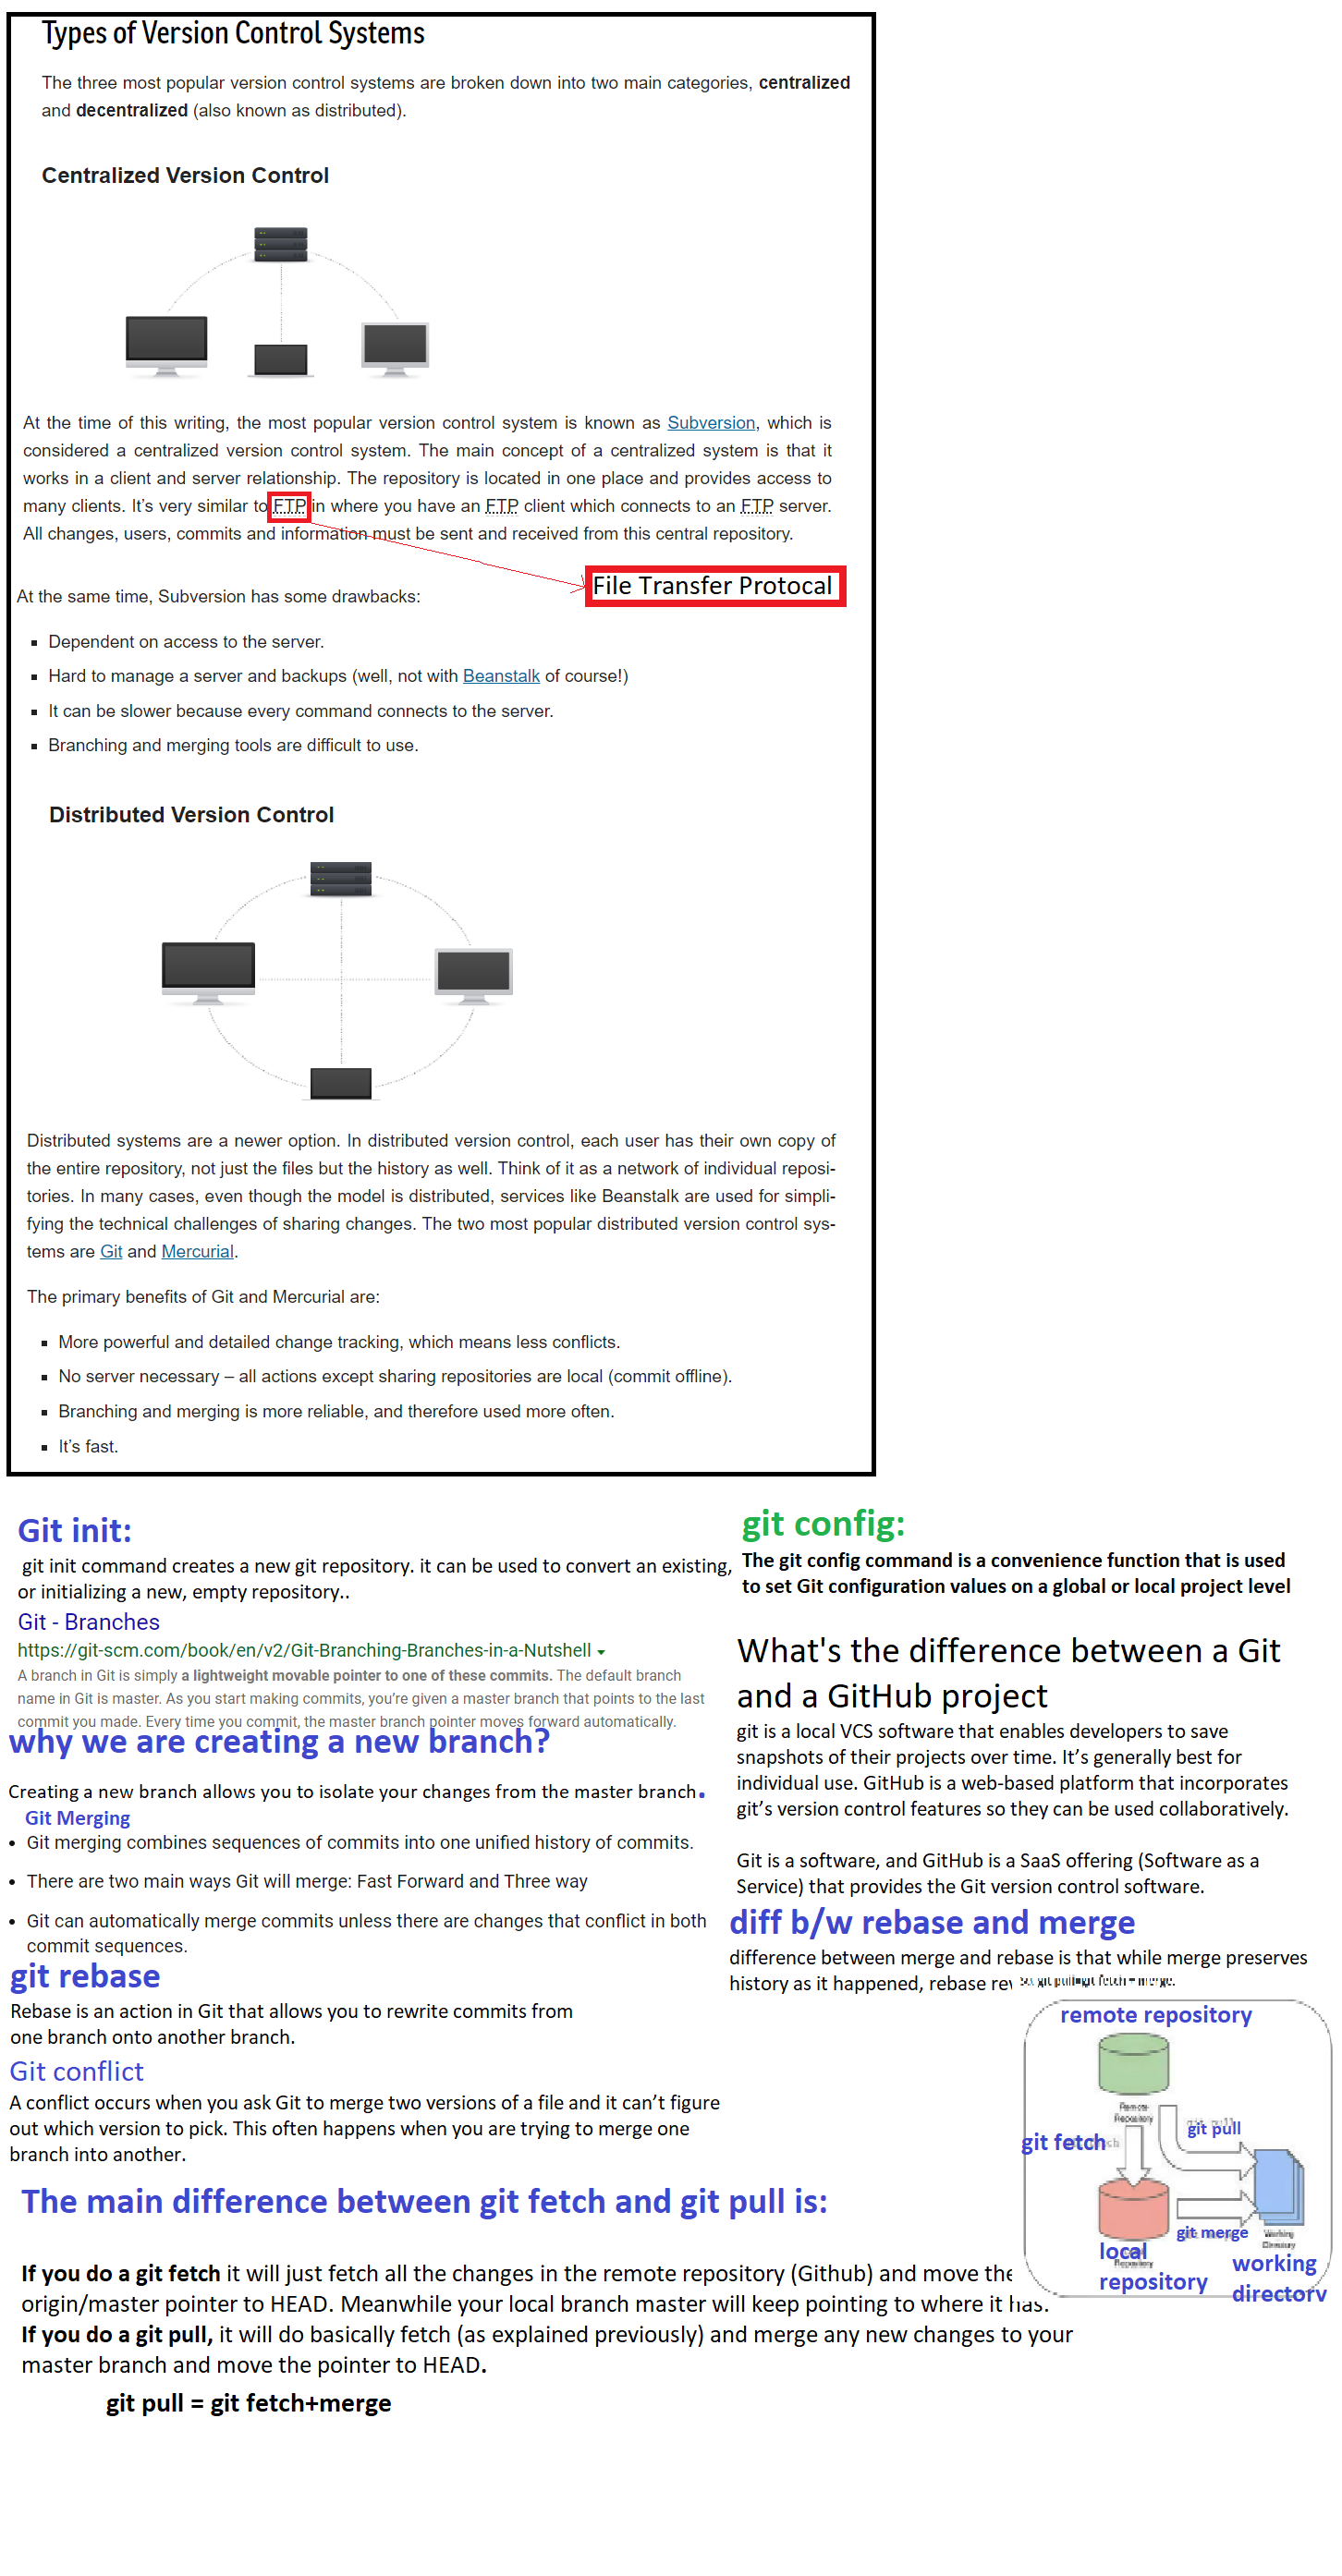 Types of Version Control Systems
The three most popular version control systems are broken down into two main categories, centralized
and decentralized (also known as distributed).
Centralized Version Control
At the time of this writing, the most popular version control system is known as Subversion, which is
considered a centralized version control system. The main concept of a centralized system is that it
works in a client and server relationship. The repository is located in one place and provides access to
many clients. It's very similar to FTP in where you have an FTP client which connects to an FTP server.
All changes, users, commits and information must be sent and received from this central repository.
File Transfer Protocal
At the same time, Subversion has some drawbacks:
▪ Dependent on access to the server.
▪ Hard to manage a server and backups (well, not with Beanstalk of course!)
▪ It can be slower because every command connects to the server.
▪ Branching and merging tools are difficult to use.
Distributed Version Control
Distributed systems are a newer option. In distributed version control, each user has their own copy of
the entire repository, not just the files but the history as well. Think of it as a network of individual reposi-
tories. In many cases, even though the model is distributed, services like Beanstalk are used for simpli-
fying the technical challenges of sharing changes. The two most popular distributed version control sys-
tems are Git and Mercurial.
The primary benefits of Git and Mercurial are:
▪ More powerful and detailed change tracking, which means less conflicts.
▪ No server necessary – all actions except sharing repositories are local (commit offline).
▪ Branching and merging is more reliable, and therefore used more often.
▪ It's fast.
Git init:
git init command creates a new git repository. it can be used to convert an existing,
or initializing a new, empty repository..
Git - Branches
https://git-scm.com/book/en/v2/Git-Branching-Branches-in-a-Nutshell
A branch in Git is simply a lightweight movable pointer to one of these commits. The default branch
name in Git is master. As you start making commits, you're given a master branch that points to the last
commit you made. Every time you commit, the master branch pointer moves forward automatically.
why we are creating a new branch?
Creating a new branch allows you to isolate your changes from the master branch.
Git Merging
• Git merging combines sequences of commits into one unified history of commits.
• There are two main ways Git will merge: Fast Forward and Three way
• Git can automatically merge commits unless there are changes that conflict in both
commit sequences.
git rebase
Rebase is an action in Git that allows you to rewrite commits from
one branch onto another branch.
Git conflict
A conflict occurs when you ask Git to merge two versions of a file and it can't figure
out which version to pick. This often happens when you are trying to merge one
branch into another.
git config:
The git config command is a convenience function that is used
to set Git configuration values on a global or local project level
What's the difference between a Git
and a GitHub project
git is a local VCS software that enables developers to save
snapshots of their projects over time. It's generally best for
individual use. GitHub is a web-based platform that incorporates
git's version control features so they can be used collaboratively.
Git is a software, and GitHub is a SaaS offering (Software as a
Service) that provides the Git version control software.
diff b/w rebase and merge
difference between merge and rebase is that while merge preserves
history as it happened, rebase
remote repository
Remote
Repository
git fetch
git pull
git merge
Working
Directory
local
repository
working
directory
The main difference between git fetch and git pull is:
If you do a git fetch it will just fetch all the changes in the remote repository (Github) and move the
origin/master pointer to HEAD. Meanwhile your local branch master will keep pointing to where it has.
If you do a git pull, it will do basically fetch (as explained previously) and merge any new changes to your
master branch and move the pointer to HEAD.
git pull = git fetch+merge